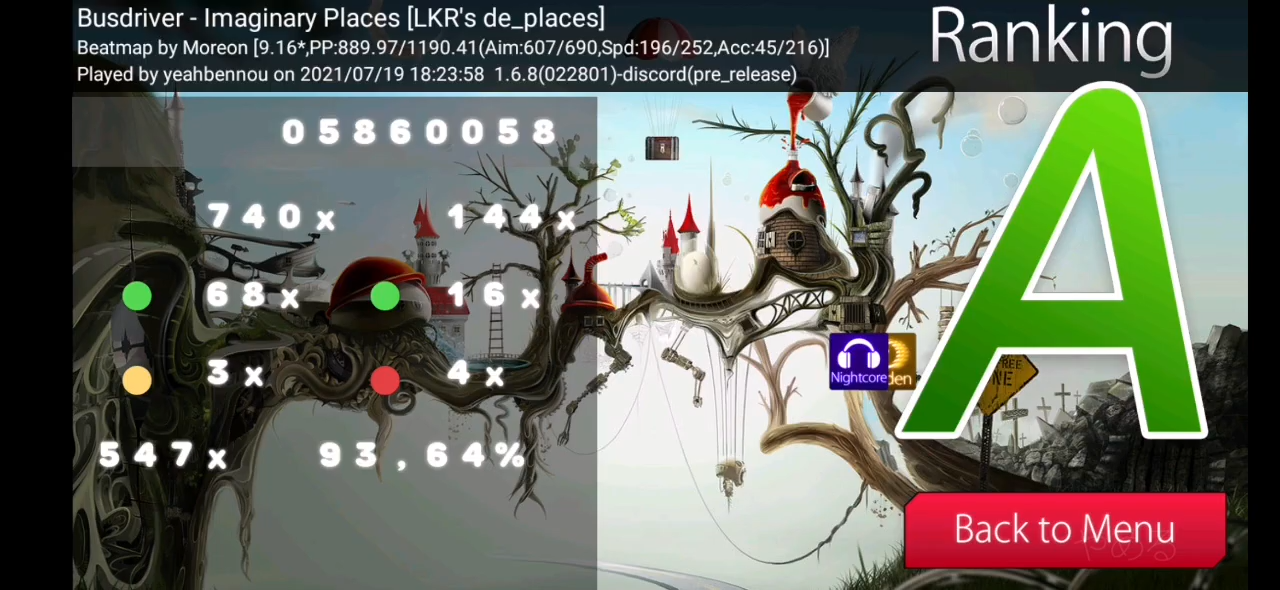 Busdriver - Imaginary Places [LKR's de_places]
Beatmap by Moreon [9.16*,PP:889.97/1190.41(Aim:607/690,Spd:196/252,Acc:45/216)]
Played by yeahbennou on 2021/07/19 18:23:58 1.6.8(022801)-discord(pre_release)
Ranking
05860058
740x 144x
68x 16x
3x 4x
547x 93,64%
A
Nightcore
den
Back to Menu